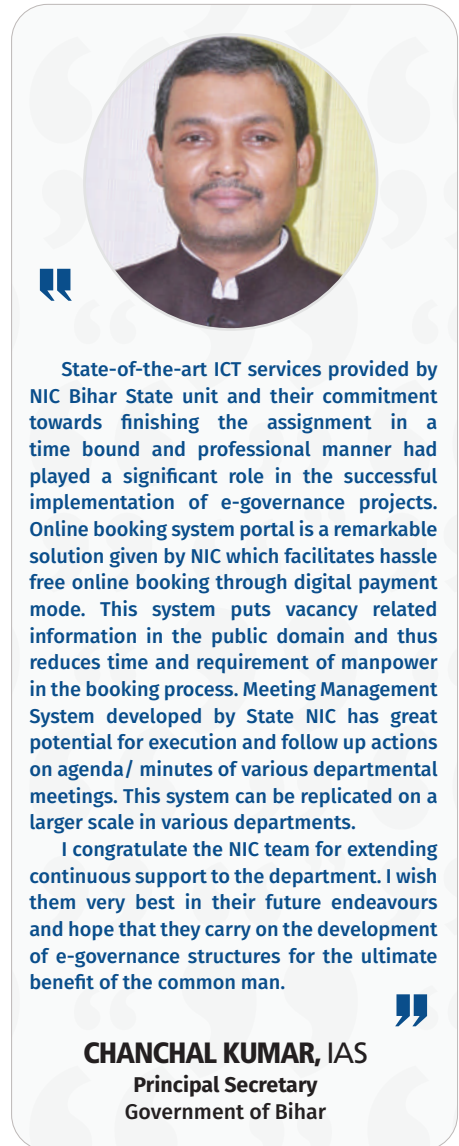 State-of-the-art ICT services provided by
NIC Bihar State unit and their commitment
towards finishing the assignment in a
time bound and professional manner had
played a significant role in the successful
implementation of e-governance projects.
Online booking system portal is a remarkable
solution given by NIC which facilitates hassle
free online booking through digital payment
mode. This system puts vacancy related
information in the public domain and thus
reduces time and requirement of manpower
in the booking process. Meeting Management
System developed by State NIC has great
potential for execution and follow up actions
on agenda/ minutes of various departmental
meetings. This system can be replicated on a
larger scale in various departments.
I congratulate the NIC team for extending
continuous support to the department. I wish
them very best in their future endeavours
and hope that they carry on the development
of e-governance structures for the ultimate
benefit of the common man.
CHANCHAL KUMAR, IAS
Principal Secretary
Government of Bihar